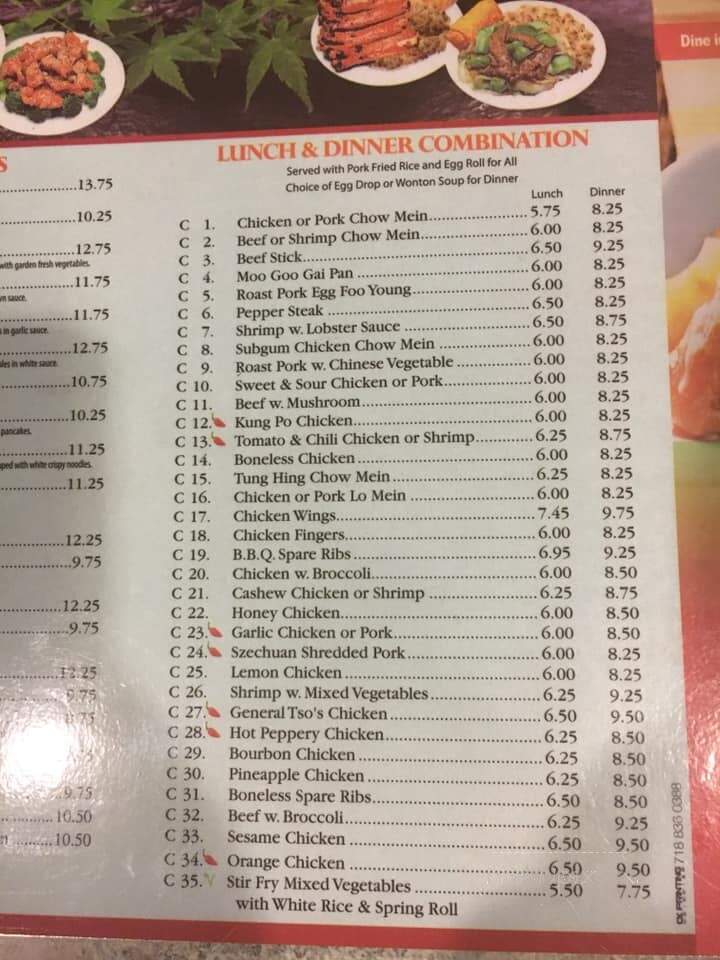 S
13.75
10.25
12.75
with garden fresh vegetables.
11.75
wn sauce.
11.75
s in garlic sauce.
12.75
bles in white sauce.
10.75
10.25
pancakes.
11.25
pped with white crispy noodles.
11.25
12.25
9.75
12.25
9.75
12.25
9.75
9.75
10.50
10.50
LUNCH & DINNER COMBINATION
Served with Pork Fried Rice and Egg Roll for All
Choice of Egg Drop or Wonton Soup for Dinner
Lunch Dinner
C 1. Chicken or Pork Chow Mein 5.75 8.25
C 2. Beef or Shrimp Chow Mein 6.00 8.25
C 3. Beef Stick 6.50 9.25
C 4. Moo Goo Gai Pan 6.00 8.25
C 5. Roast Pork Egg Foo Young 6.00 8.25
C 6. Pepper Steak 6.50 8.25
C 7. Shrimp w. Lobster Sauce 6.50 8.75
C 8. Subgum Chicken Chow Mein 6.00 8.25
C 9. Roast Pork w. Chinese Vegetable 6.00 8.25
C 10. Sweet & Sour Chicken or Pork 6.00 8.25
C 11. Beef w. Mushroom 6.00 8.25
C 12. Kung Po Chicken 6.00 8.25
C 13. Tomato & Chili Chicken or Shrimp 6.25 8.75
C 14. Boneless Chicken 6.00 8.25
C 15. Tung Hing Chow Mein 6.25 8.25
C 16. Chicken or Pork Lo Mein 6.00 8.25
C 17. Chicken Wings 7.45 9.75
C 18. Chicken Fingers 6.00 8.25
C 19. B.B.Q. Spare Ribs 6.95 9.25
C 20. Chicken w. Broccoli 6.00 8.50
C 21. Cashew Chicken or Shrimp 6.25 8.75
C 22. Honey Chicken 6.00 8.50
C 23. Garlic Chicken or Pork 6.00 8.50
C 24. Szechuan Shredded Pork 6.00 8.25
C 25. Lemon Chicken 6.00 8.25
C 26. Shrimp w. Mixed Vegetables 6.25 9.25
C 27. General Tso's Chicken 6.50 9.50
C 28. Hot Peppery Chicken 6.25 8.50
C 29. Bourbon Chicken 6.25 8.50
C 30. Pineapple Chicken 6.25 8.50
C 31. Boneless Spare Ribs 6.50 8.50
C 32. Beef w. Broccoli 6.25 9.25
C 33. Sesame Chicken 6.50 9.50
C 34. Orange Chicken 6.50 9.50
C 35. Stir Fry Mixed Vegetables 5.50 7.75
with White Rice & Spring Roll
PRINTING 718 833 0388
Dine i